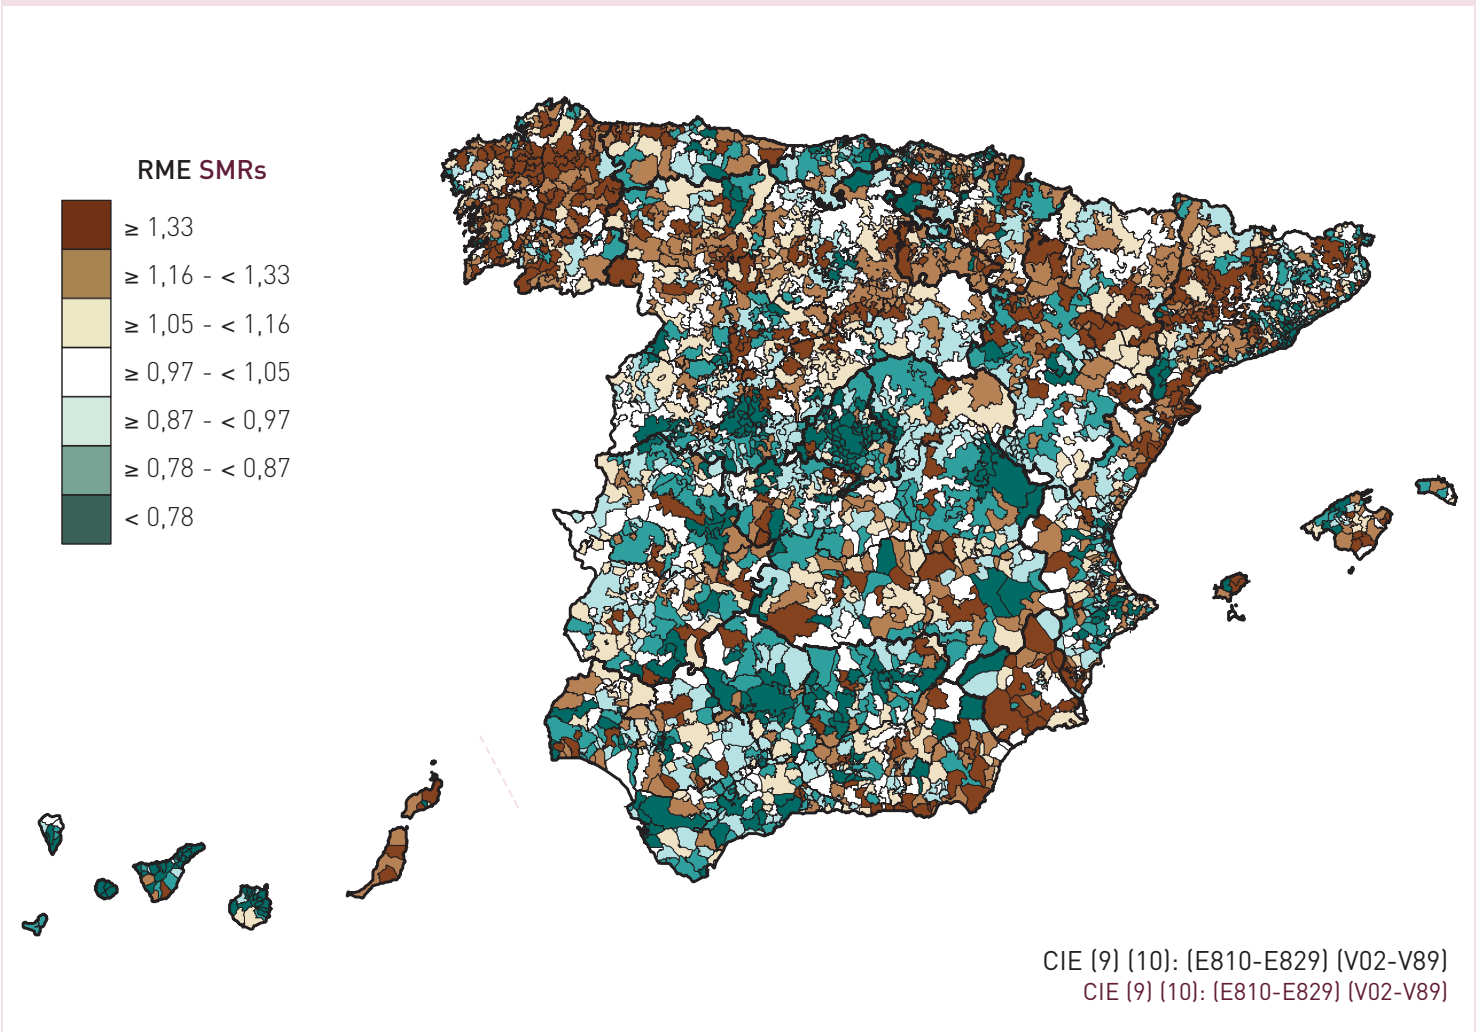 RME SMRs
≥ 1,33
≥ 1,16 - < 1,33
≥ 1,05 - < 1,16
≥ 0,97 - < 1,05
≥ 0,87 - < 0,97
≥ 0,78 - < 0,87
< 0,78
CIE (9) (10): (E810-E829) (V02-V89)
CIE (9) (10): (E810-E829) (V02-V89)